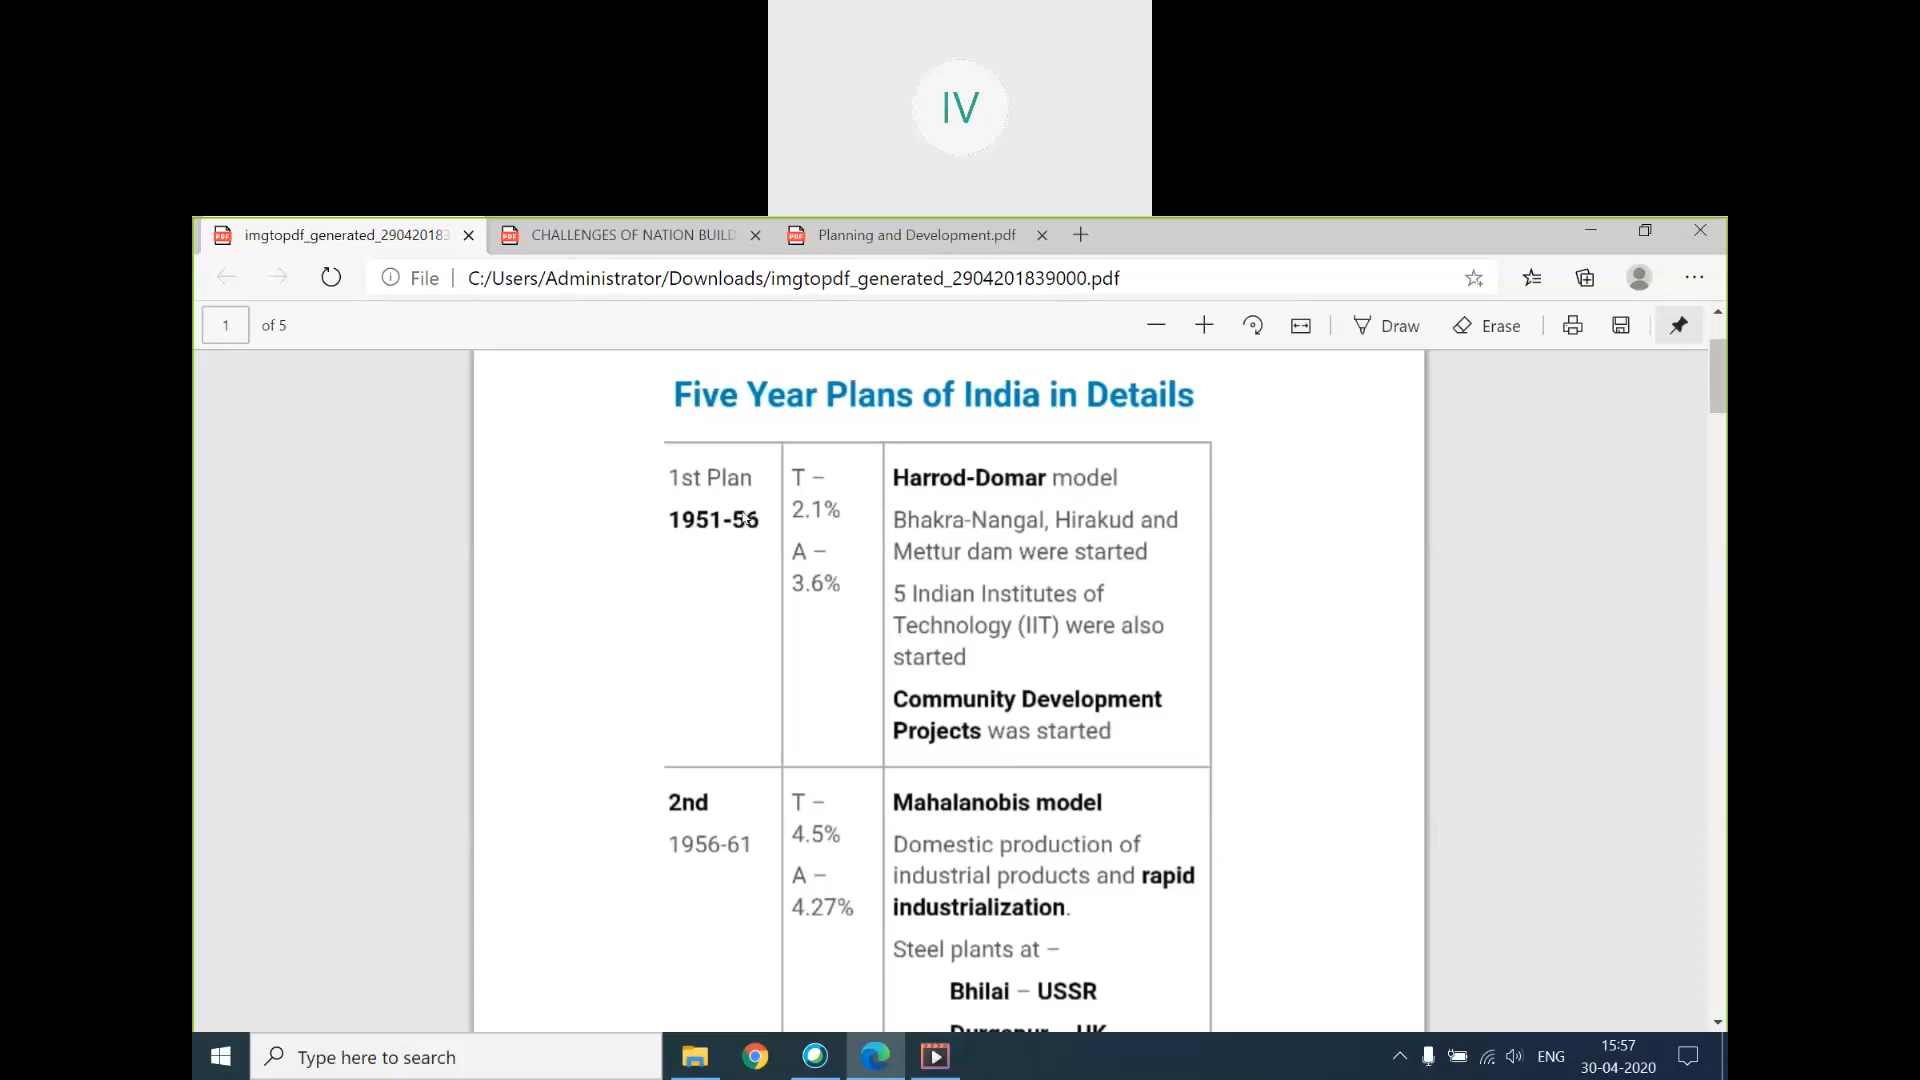 IV
imgtopdf_generated_290420183
CHALLENGES OF NATION BUILD
Planning and Development.pdf
File
C:/Users/Administrator/Downloads/imgtopdf_generated_2904201839000.pdf
1 of 5
Draw
Erase
Five Year Plans of India in Details
1st Plan
1951-56
T –
2.1%
A –
3.6%
Harrod-Domar model
Bhakra-Nangal, Hirakud and
Mettur dam were started
5 Indian Institutes of
Technology (IIT) were also
started
Community Development
Projects was started
2nd
1956-61
T –
4.5%
A –
4.27%
Mahalanobis model
Domestic production of
industrial products and rapid
industrialization.
Steel plants at –
Bhilai – USSR
Durgapur – UK
Type here to search
ENG
15:57
30-04-2020